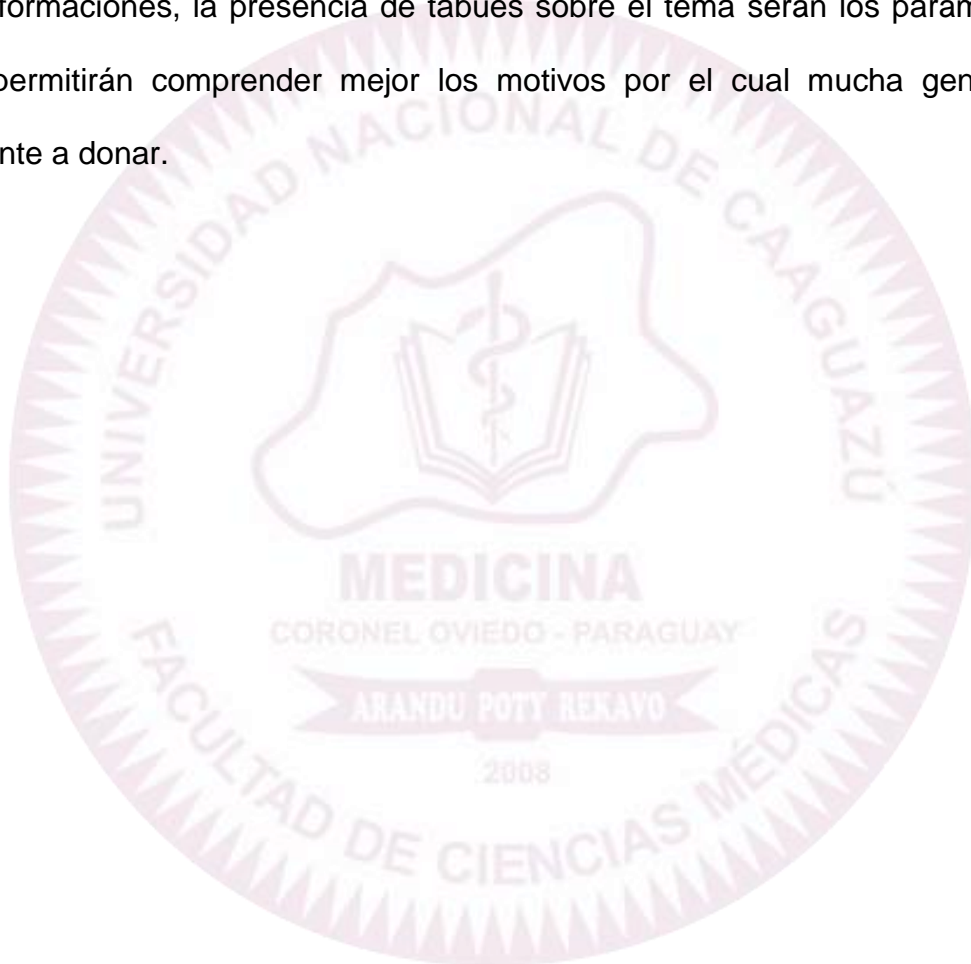 formaciones, la presencia de tabúes sobre el tema serán los parám
permitirán comprender mejor los motivos por el cual mucha gen
nte a donar.
UNIVERSIDAD NACIONAL DE CAAGUAZÚ
MEDICINA
CORONEL OVIEDO - PARAGUAY
ARANDU POTY REKAVO
2008
FACULTAD DE CIENCIAS MÉDICAS